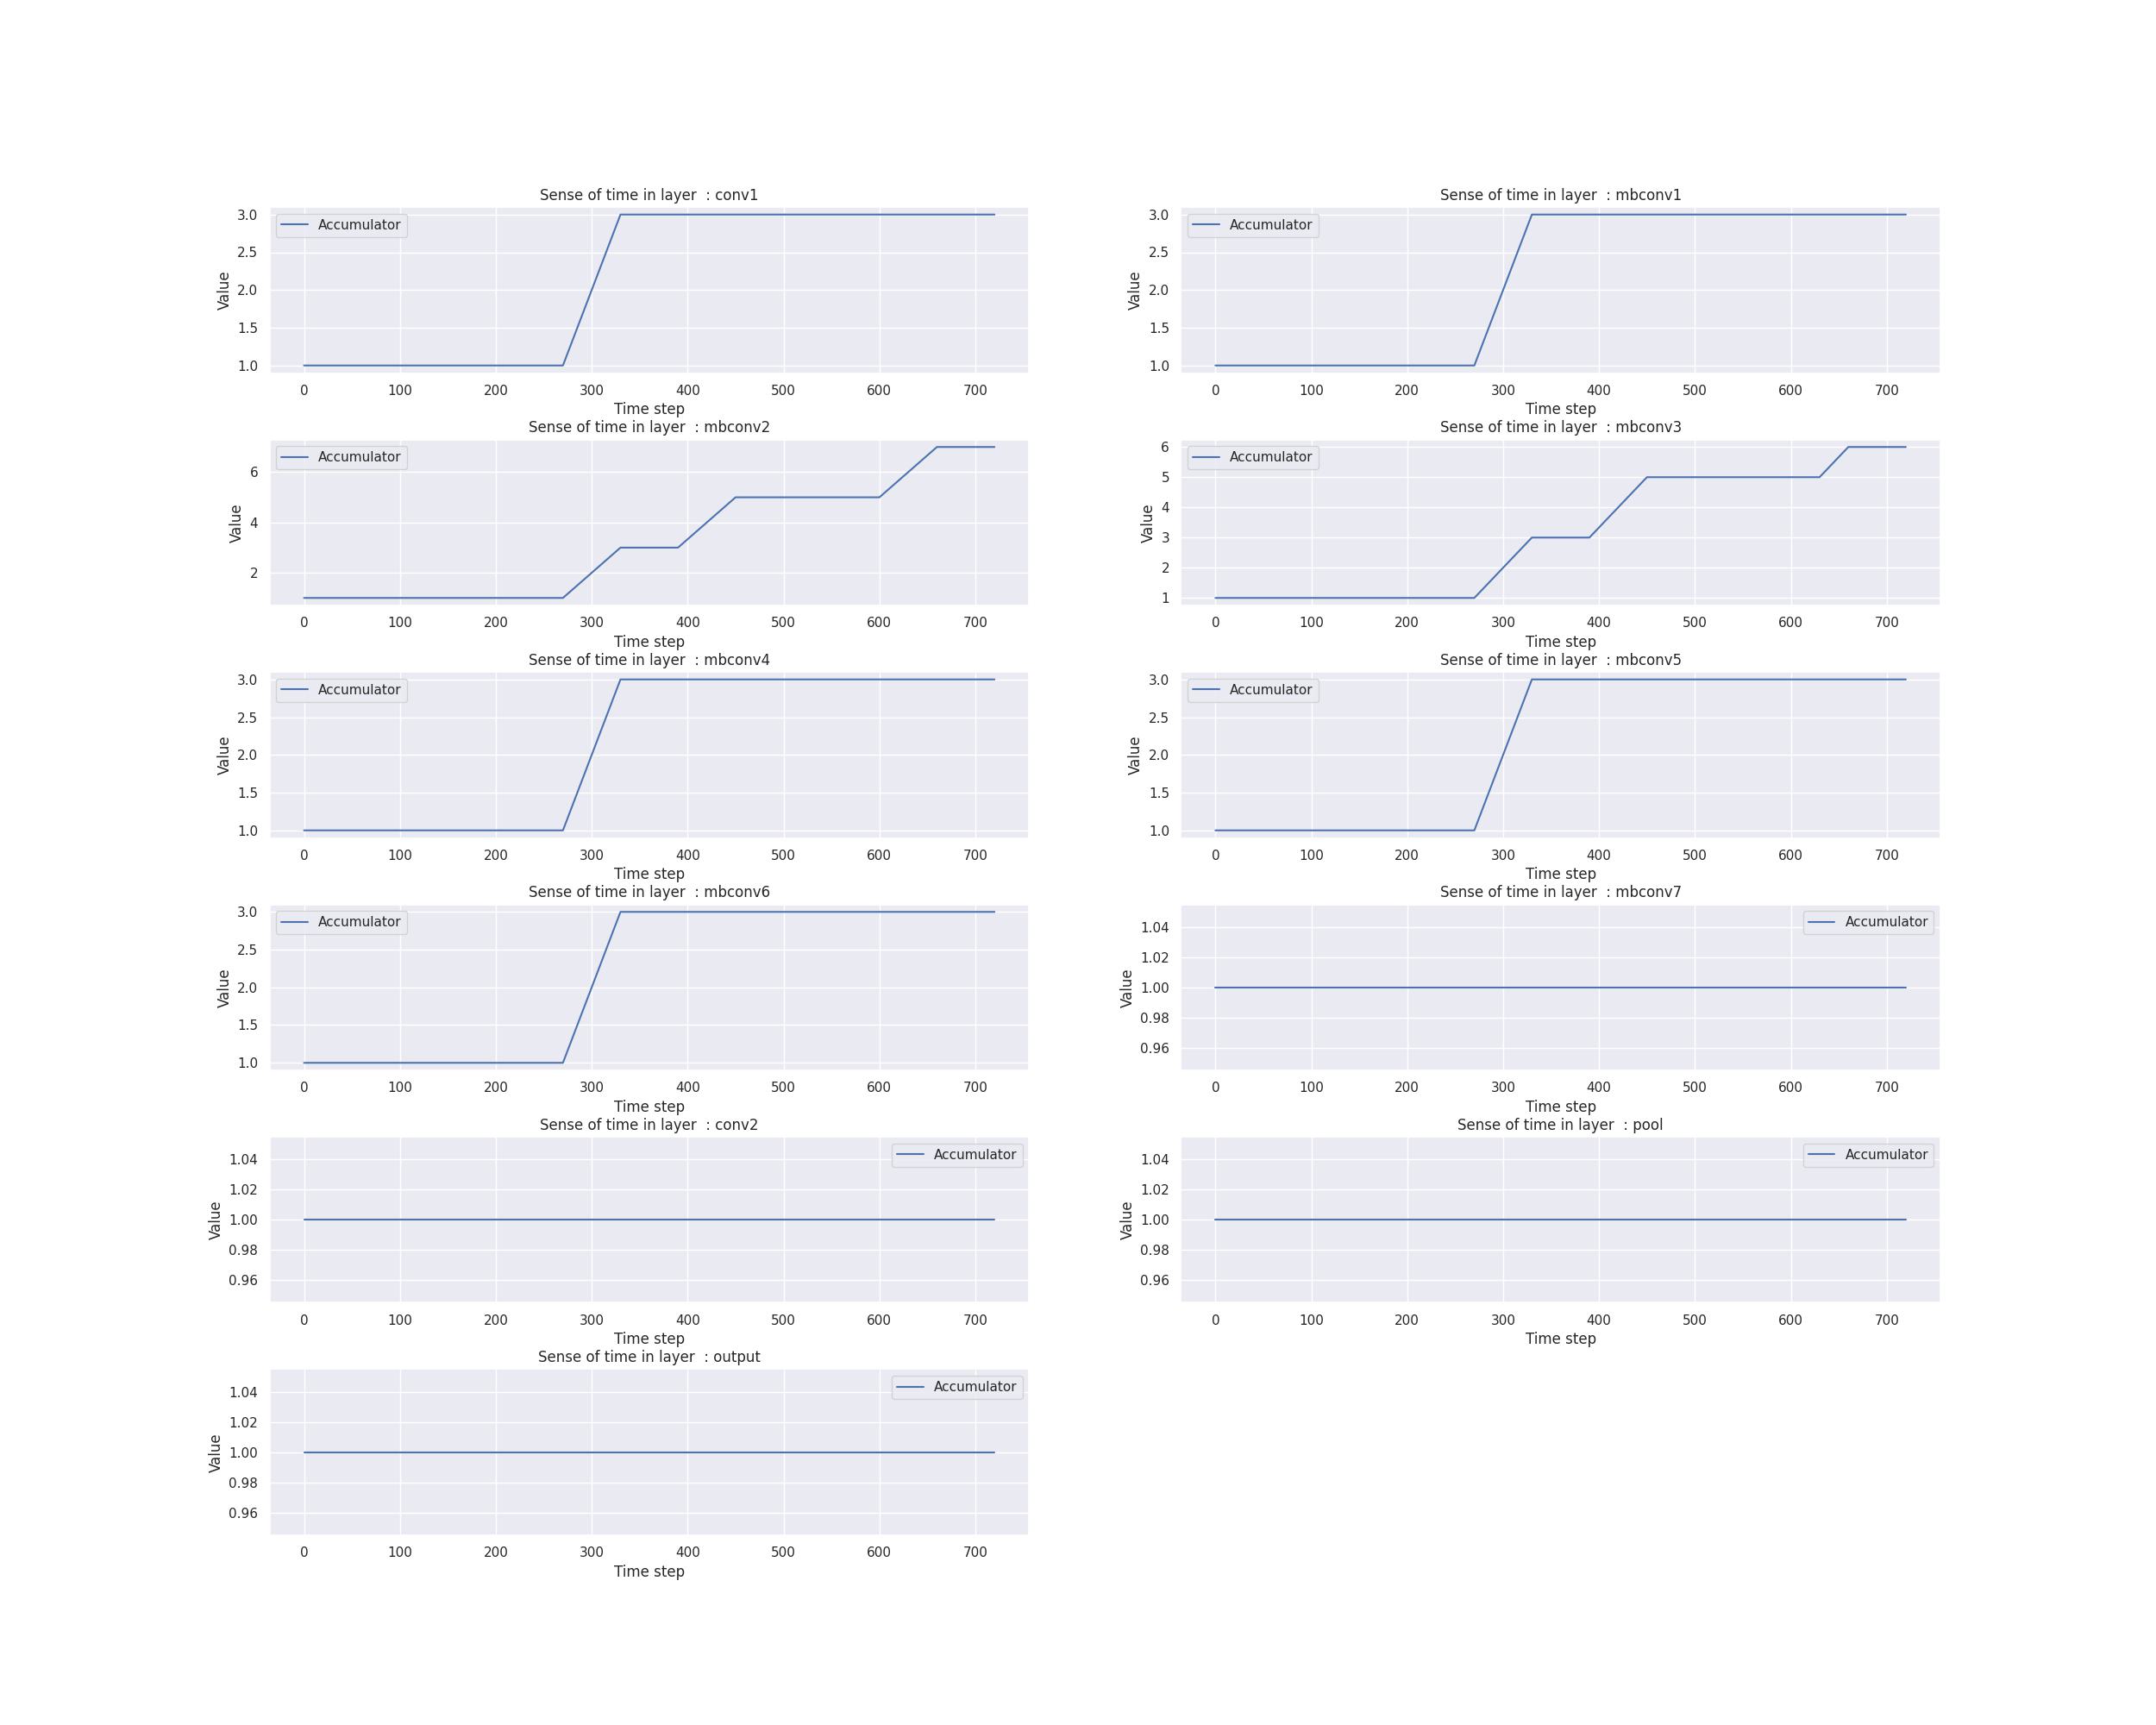 Sense of time in layer  : conv1
Accumulator
3.0
2.5
2.0
1.5
1.0
Value
0 100 200 300 400 500 600 700
Time step
Sense of time in layer  : mbconv1
Accumulator
3.0
2.5
2.0
1.5
1.0
Value
0 100 200 300 400 500 600 700
Time step
Sense of time in layer  : mbconv2
Accumulator
6
4
2
Value
0 100 200 300 400 500 600 700
Time step
Sense of time in layer  : mbconv3
Accumulator
6
5
4
3
2
1
Value
0 100 200 300 400 500 600 700
Time step
Sense of time in layer  : mbconv4
Accumulator
3.0
2.5
2.0
1.5
1.0
Value
0 100 200 300 400 500 600 700
Time step
Sense of time in layer  : mbconv5
Accumulator
3.0
2.5
2.0
1.5
1.0
Value
0 100 200 300 400 500 600 700
Time step
Sense of time in layer  : mbconv6
Accumulator
3.0
2.5
2.0
1.5
1.0
Value
0 100 200 300 400 500 600 700
Time step
Sense of time in layer  : mbconv7
Accumulator
1.04
1.02
1.00
0.98
0.96
Value
0 100 200 300 400 500 600 700
Time step
Sense of time in layer  : conv2
Accumulator
1.04
1.02
1.00
0.98
0.96
Value
0 100 200 300 400 500 600 700
Time step
Sense of time in layer  : pool
Accumulator
1.04
1.02
1.00
0.98
0.96
Value
0 100 200 300 400 500 600 700
Time step
Sense of time in layer  : output
Accumulator
1.04
1.02
1.00
0.98
0.96
Value
0 100 200 300 400 500 600 700
Time step